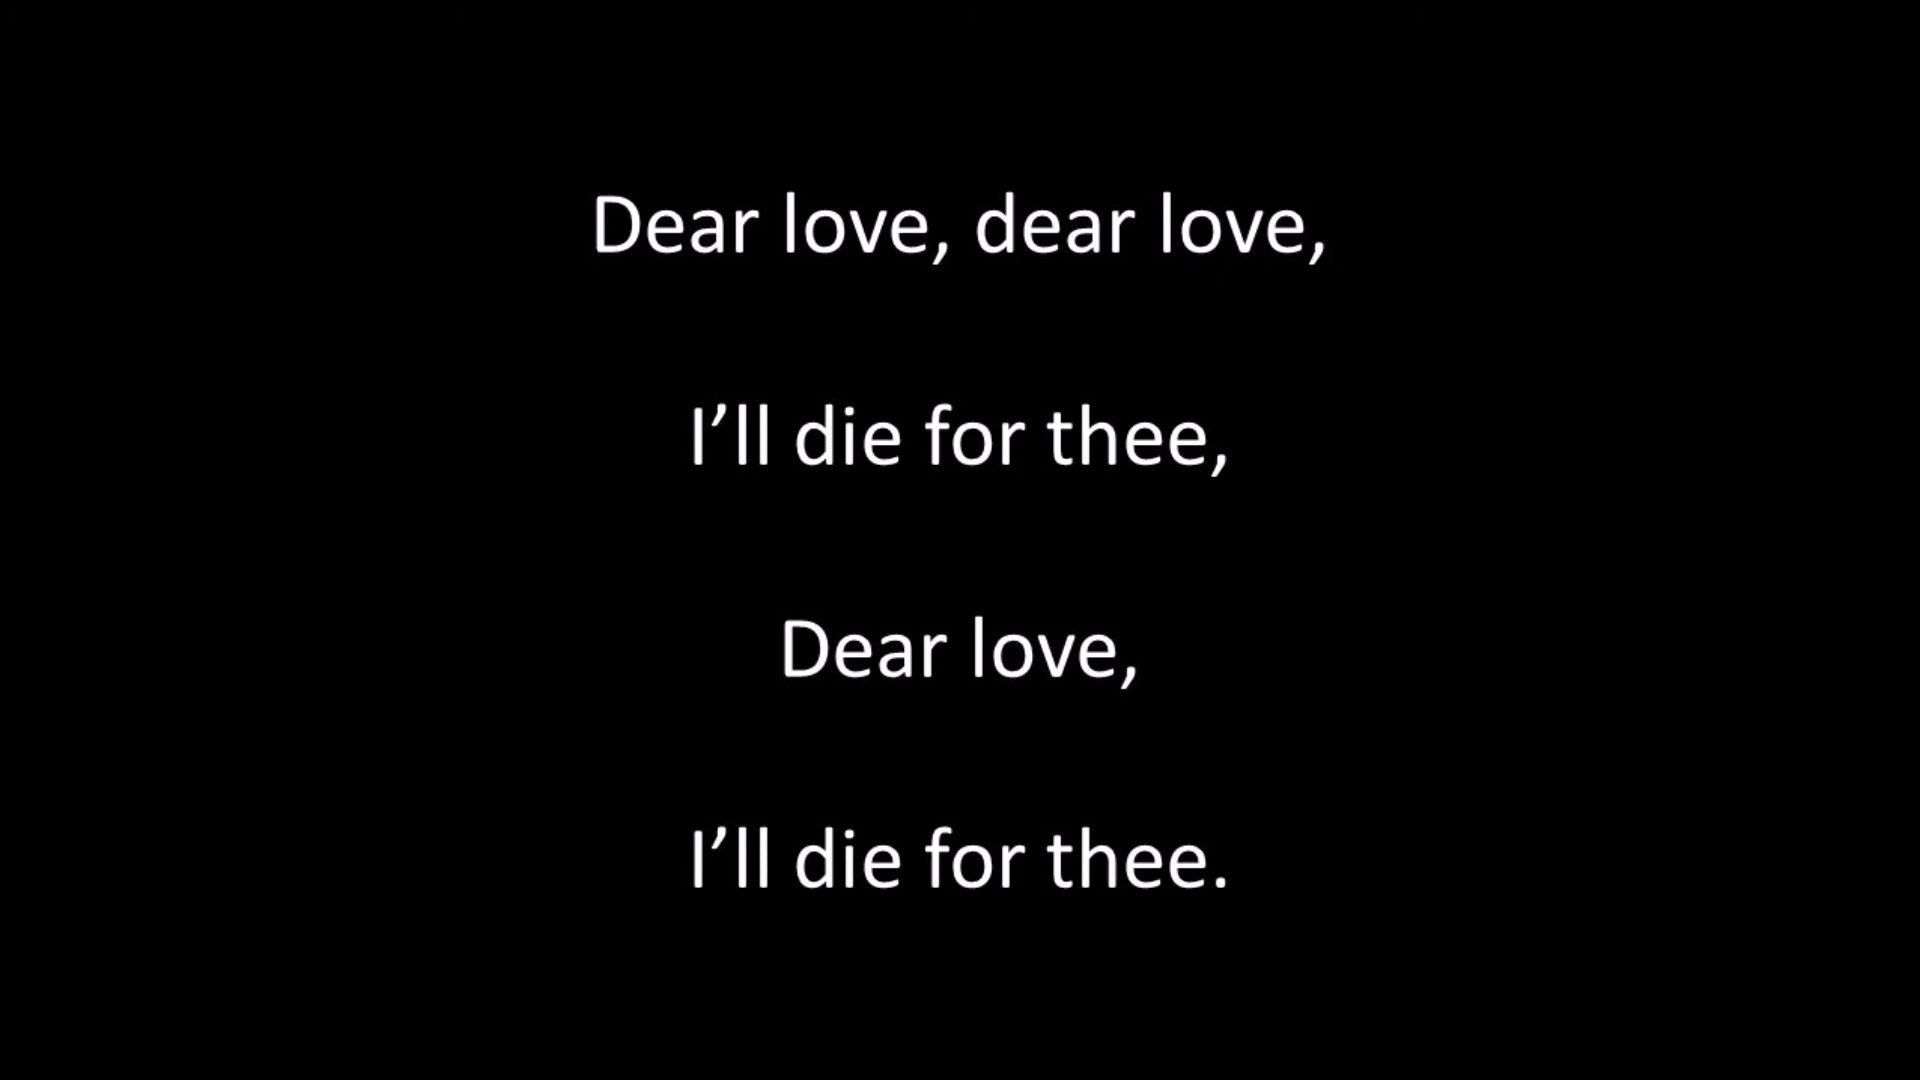 Dear love, dear love,
I’ll die for thee,
Dear love,
I’ll die for thee.